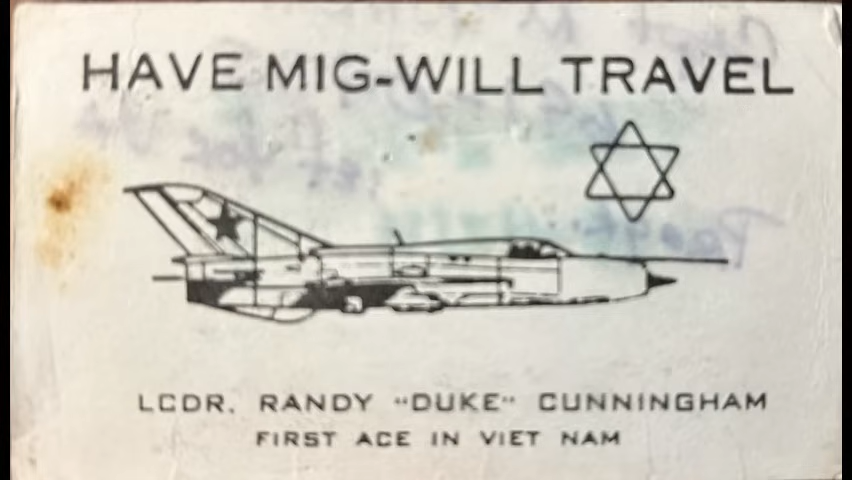 HAVE MIG-WILL TRAVEL
LCDR. RANDY "DUKE" CUNNINGHAM
FIRST ACE IN VIET NAM